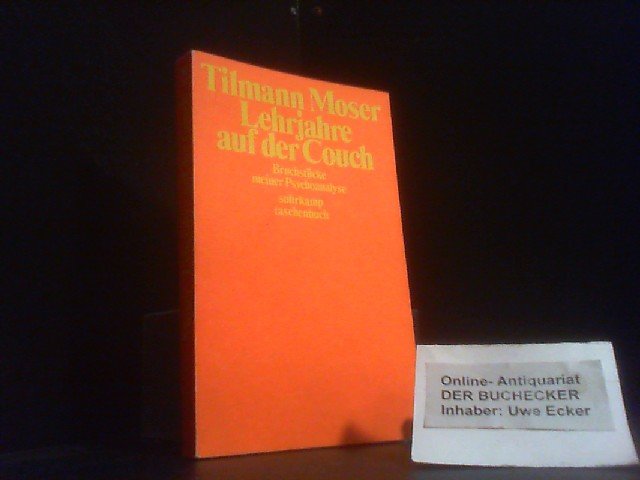 Tilmann Moser
Lehrjahre
auf der Couch
Bruchstücke
meiner Psychoanalyse
suhrkamp
taschenbuch
Online- Antiquariat
DER BUCHECKER
Inhaber: Uwe Ecker